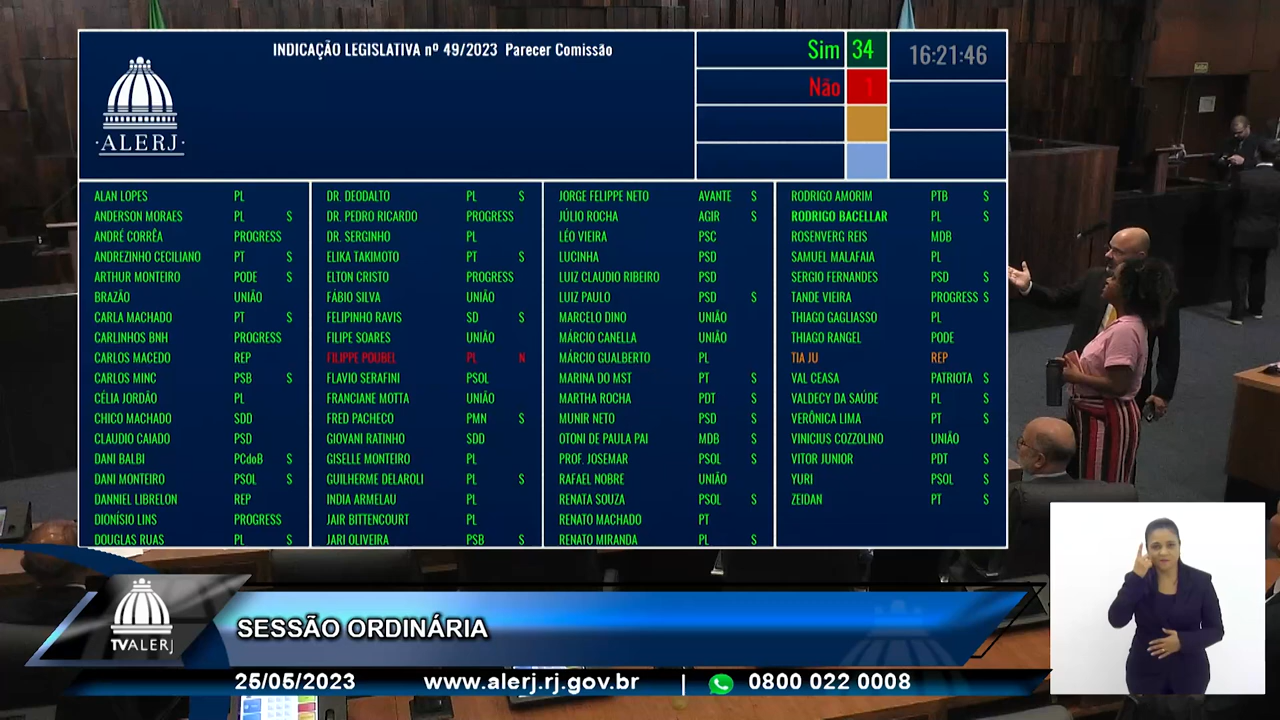 INDICAÇÃO LEGISLATIVA nº 49/2023 Parecer Comissão
Sim 34
Não 1
16:21:46
·ALERJ·
ALAN LOPES PL
ANDERSON MORAES PL S
ANDRÉ CORRÊA PROGRESS
ANDREZINHO CECILIANO PT S
ARTHUR MONTEIRO PODE S
BRAZÃO UNIÃO
CARLA MACHADO PT S
CARLINHOS BNH PROGRESS
CARLOS MACEDO REP
CARLOS MINC PSB S
CÉLIA JORDÃO PL
CHICO MACHADO SDD
CLAUDIO CAIADO PSD
DANI BALBI PCdoB S
DANI MONTEIRO PSOL S
DANNIEL LIBRELON REP
DIONÍSIO LINS PROGRESS
DOUGLAS RUAS PL S
DR. DEODALTO PL S
DR. PEDRO RICARDO PROGRESS
DR. SERGINHO PL
ELIKA TAKIMOTO PT S
ELTON CRISTO PROGRESS
FÁBIO SILVA UNIÃO
FELIPINHO RAVIS SD S
FILIPE SOARES UNIÃO
FILIPPE POUBEL PL N
FLAVIO SERAFINI PSOL
FRANCIANE MOTTA UNIÃO
FRED PACHECO PMN S
GIOVANI RATINHO SDD
GISELLE MONTEIRO PL
GUILHERME DELAROLI PL S
INDIA ARMELAU PL
JAIR BITTENCOURT PL
JARI OLIVEIRA PSB S
JORGE FELIPPE NETO AVANTE S
JÚLIO ROCHA AGIR S
LÉO VIEIRA PSC
LUCINHA PSD
LUIZ CLAUDIO RIBEIRO PSD
LUIZ PAULO PSD S
MARCELO DINO UNIÃO
MÁRCIO CANELLA UNIÃO
MÁRCIO GUALBERTO PL
MARINA DO MST PT S
MARTHA ROCHA PDT S
MUNIR NETO PSD S
OTONI DE PAULA PAI MDB S
PROF. JOSEMAR PSOL S
RAFAEL NOBRE UNIÃO
RENATA SOUZA PSOL S
RENATO MACHADO PT
RENATO MIRANDA PL S
RODRIGO AMORIM PTB S
RODRIGO BACELLAR PL S
ROSENVERG REIS MDB
SAMUEL MALAFAIA PL
SERGIO FERNANDES PSD S
TANDE VIEIRA PROGRESS S
THIAGO GAGLIASSO PL
THIAGO RANGEL PODE
TIA JU REP
VAL CEASA PATRIOTA S
VALDECY DA SAÚDE PL S
VERÔNICA LIMA PT S
VINICIUS COZZOLINO UNIÃO
VITOR JUNIOR PDT S
YURI PSOL S
ZEIDAN PT S
TVALERJ
SESSÃO ORDINÁRIA
25/05/2023 www.alerj.rj.gov.br | 0800 022 0008